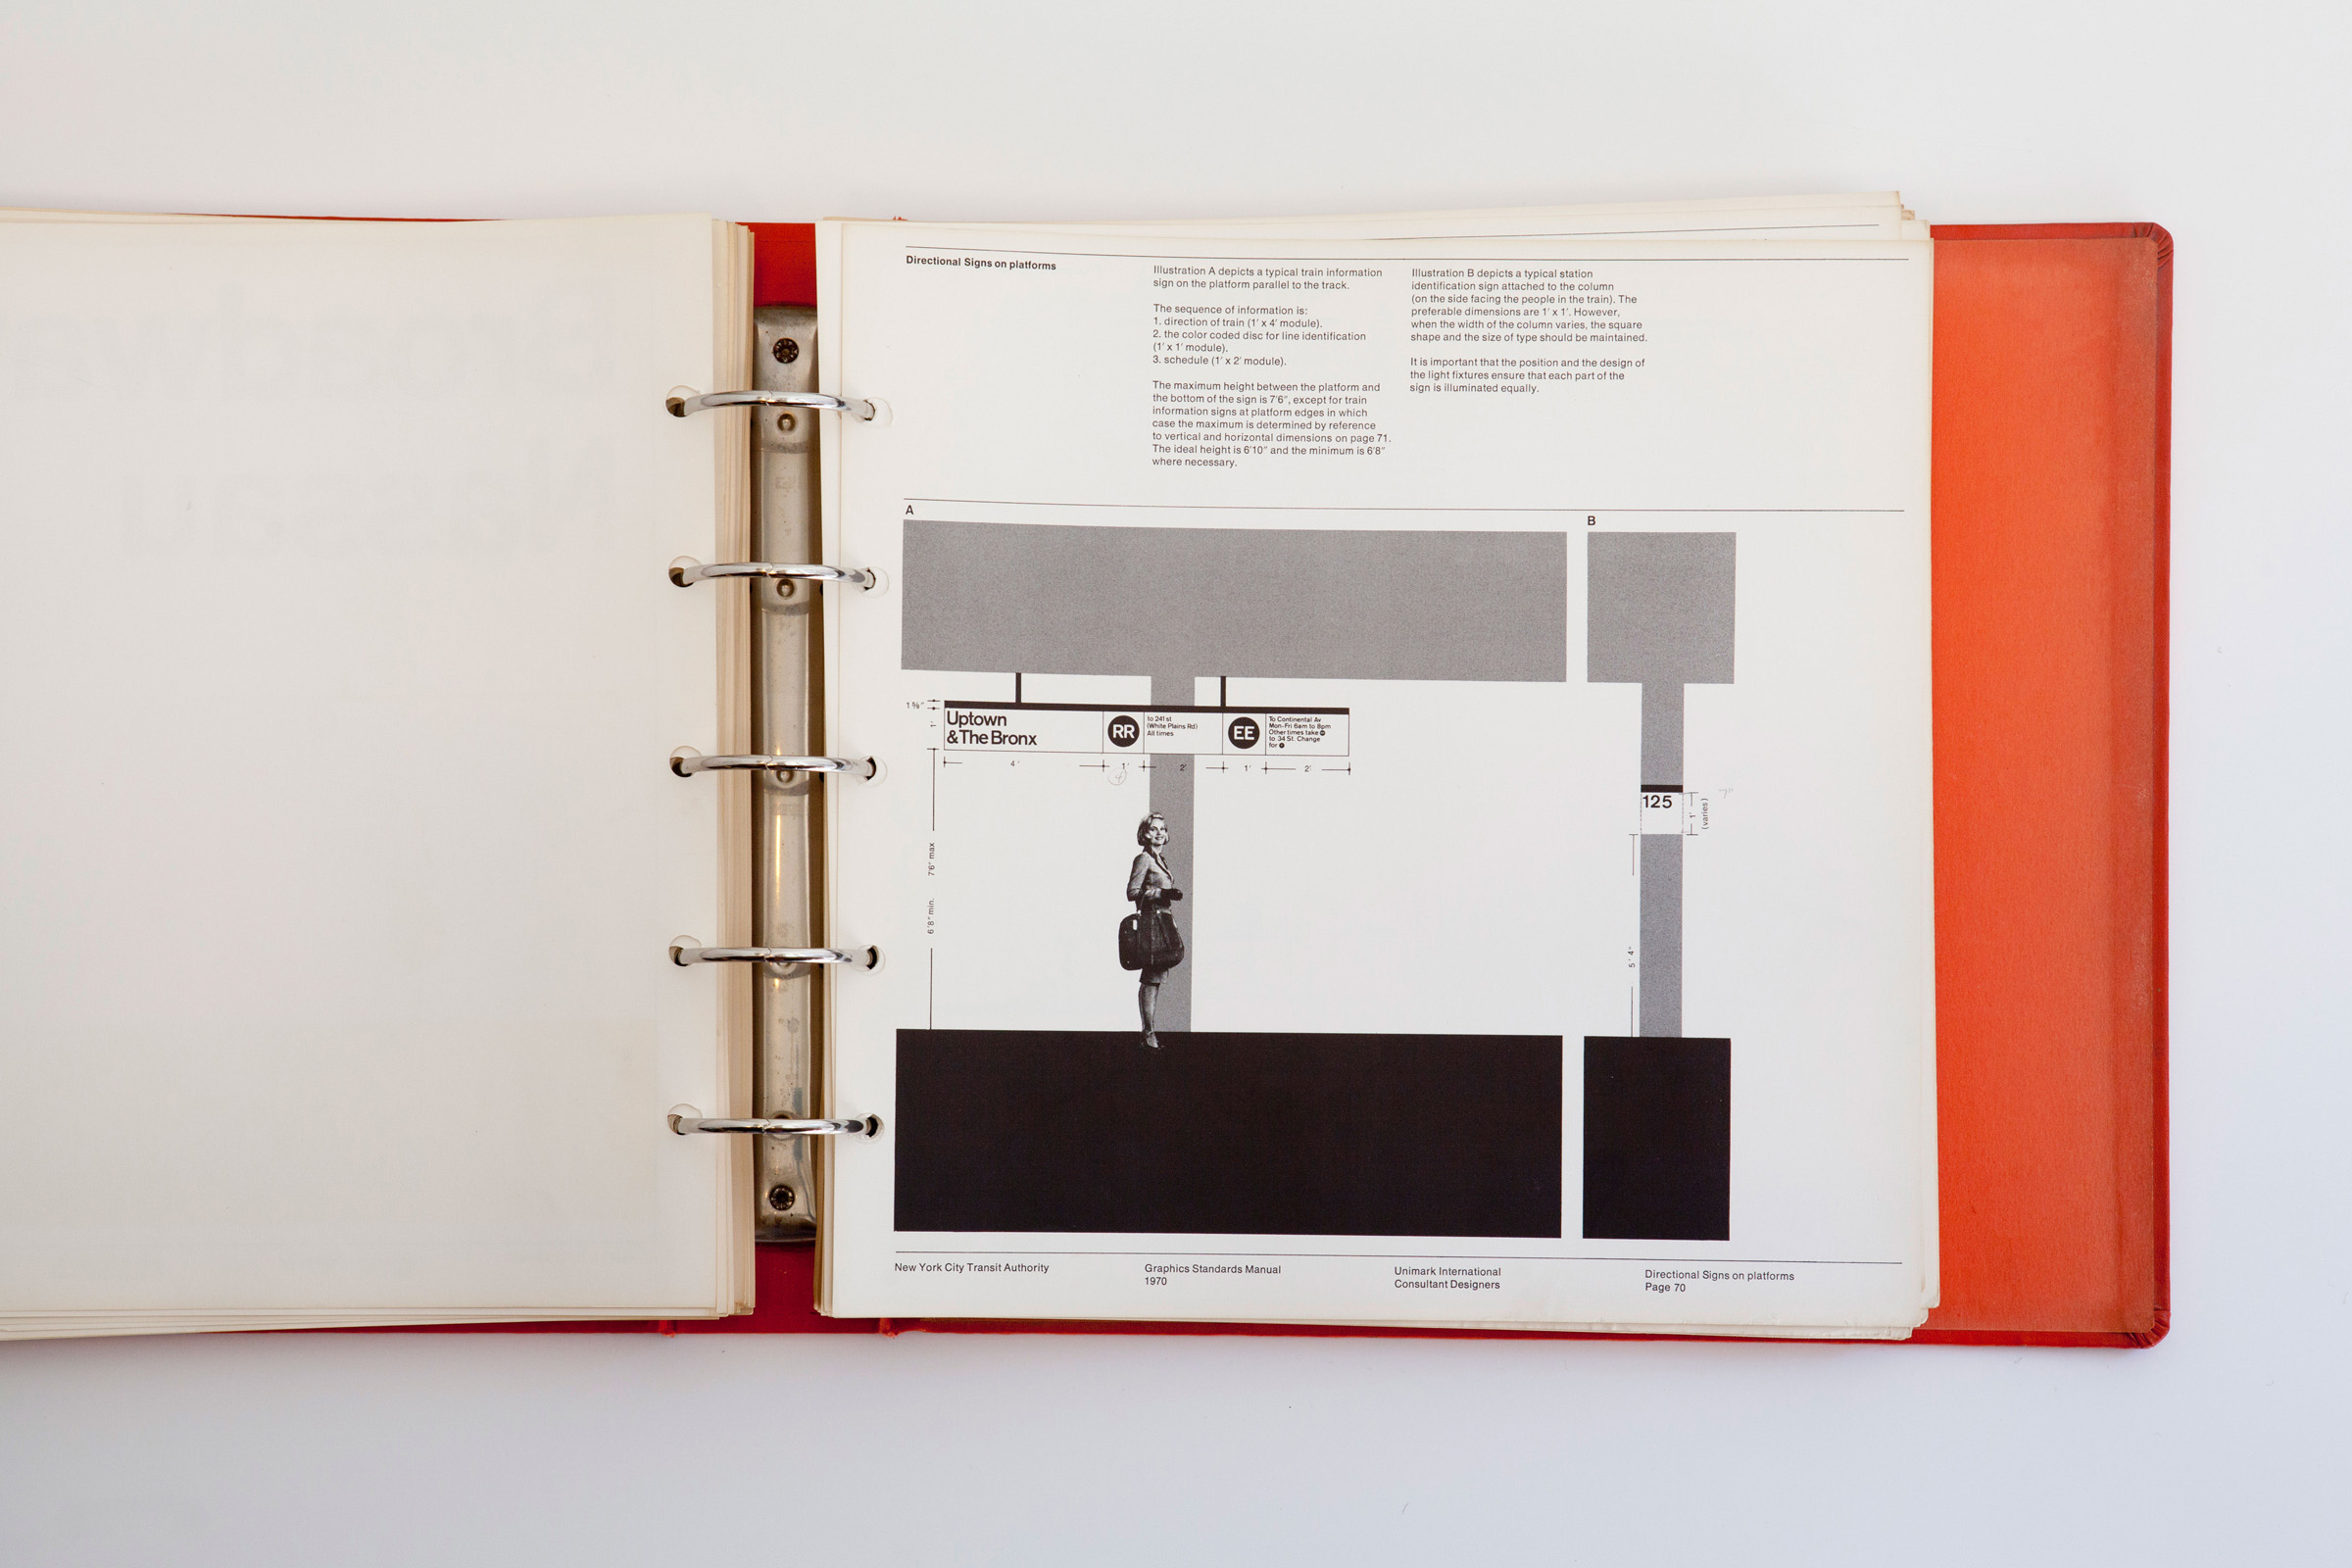 Directional Signs on platforms
Illustration A depicts a typical train information
sign on the platform parallel to the track.
The sequence of information is:
1. direction of train (1' x 4' module).
2. the color coded disc for line identification
(1' x 1' module).
3. schedule (1' x 2' module).
The maximum height between the platform and
the bottom of the sign is 7'6", except for train
information signs at platform edges in which
case the maximum is determined by reference
to vertical and horizontal dimensions on page 71.
The ideal height is 6'10" and the minimum is 6'8"
where necessary.
Illustration B depicts a typical station
identification sign attached to the column
(on the side facing the people in the train). The
preferable dimensions are 1' x 1'. However,
when the width of the column varies, the square
shape and the size of type should be maintained.
It is important that the position and the design of
the light fixtures ensure that each part of the
sign is illuminated equally.
A
B
1 5/8"
1'
Uptown
& The Bronx
RR
to 241 st
(White Plains Rd)
All times
EE
To Continental Av
Mon-Fri 6am to 8pm
Other times take
to 34 St. Change
for
4'
1'
2'
1'
2'
4
7'6" max
6'8" min.
125
1'
(varies)
5' 4"
New York City Transit Authority
Graphics Standards Manual
1970
Unimark International
Consultant Designers
Directional Signs on platforms
Page 70